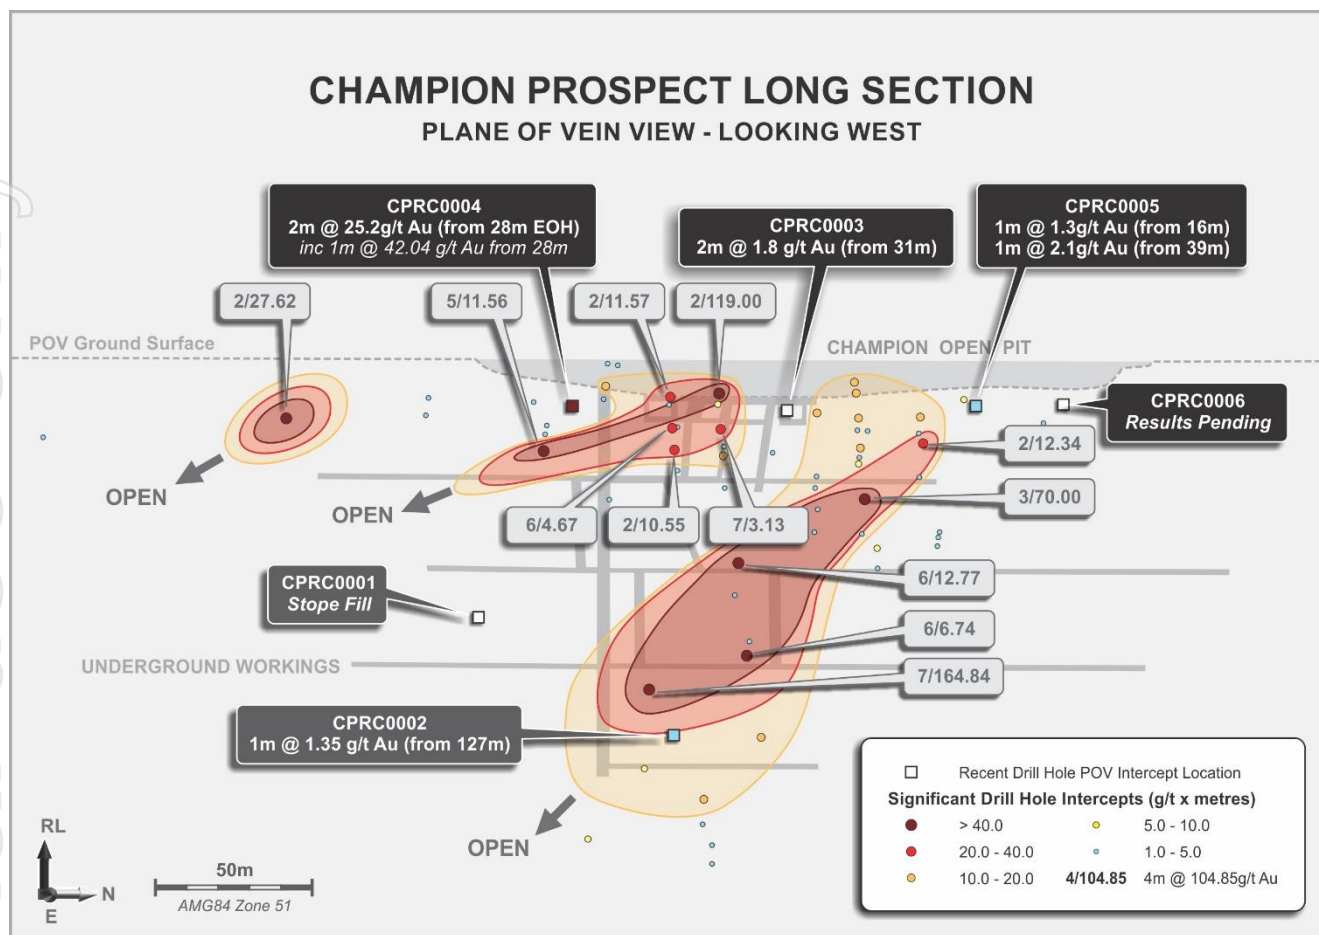 CHAMPION PROSPECT LONG SECTION
PLANE OF VEIN VIEW - LOOKING WEST
CPRC0004
2m @ 25.2g/t Au (from 28m EOH)
inc 1m @ 42.04 g/t Au from 28m
CPRC0003
2m @ 1.8 g/t Au (from 31m)
CPRC0005
1m @ 1.3g/t Au (from 16m)
1m @ 2.1g/t Au (from 39m)
2/27.62
5/11.56
2/11.57
2/119.00
POV Ground Surface
CHAMPION OPEN PIT
CPRC0006
Results Pending
2/12.34
OPEN
OPEN
3/70.00
6/4.67
2/10.55
7/3.13
CPRC0001
Stope Fill
6/12.77
6/6.74
UNDERGROUND WORKINGS
7/164.84
CPRC0002
1m @ 1.35 g/t Au (from 127m)
OPEN
Recent Drill Hole POV Intercept Location
Significant Drill Hole Intercepts (g/t x metres)
> 40.0
5.0 - 10.0
20.0 - 40.0
1.0 - 5.0
10.0 - 20.0
4/104.85 4m @ 104.85g/t Au
RL
N
E
50m
AMG84 Zone 51